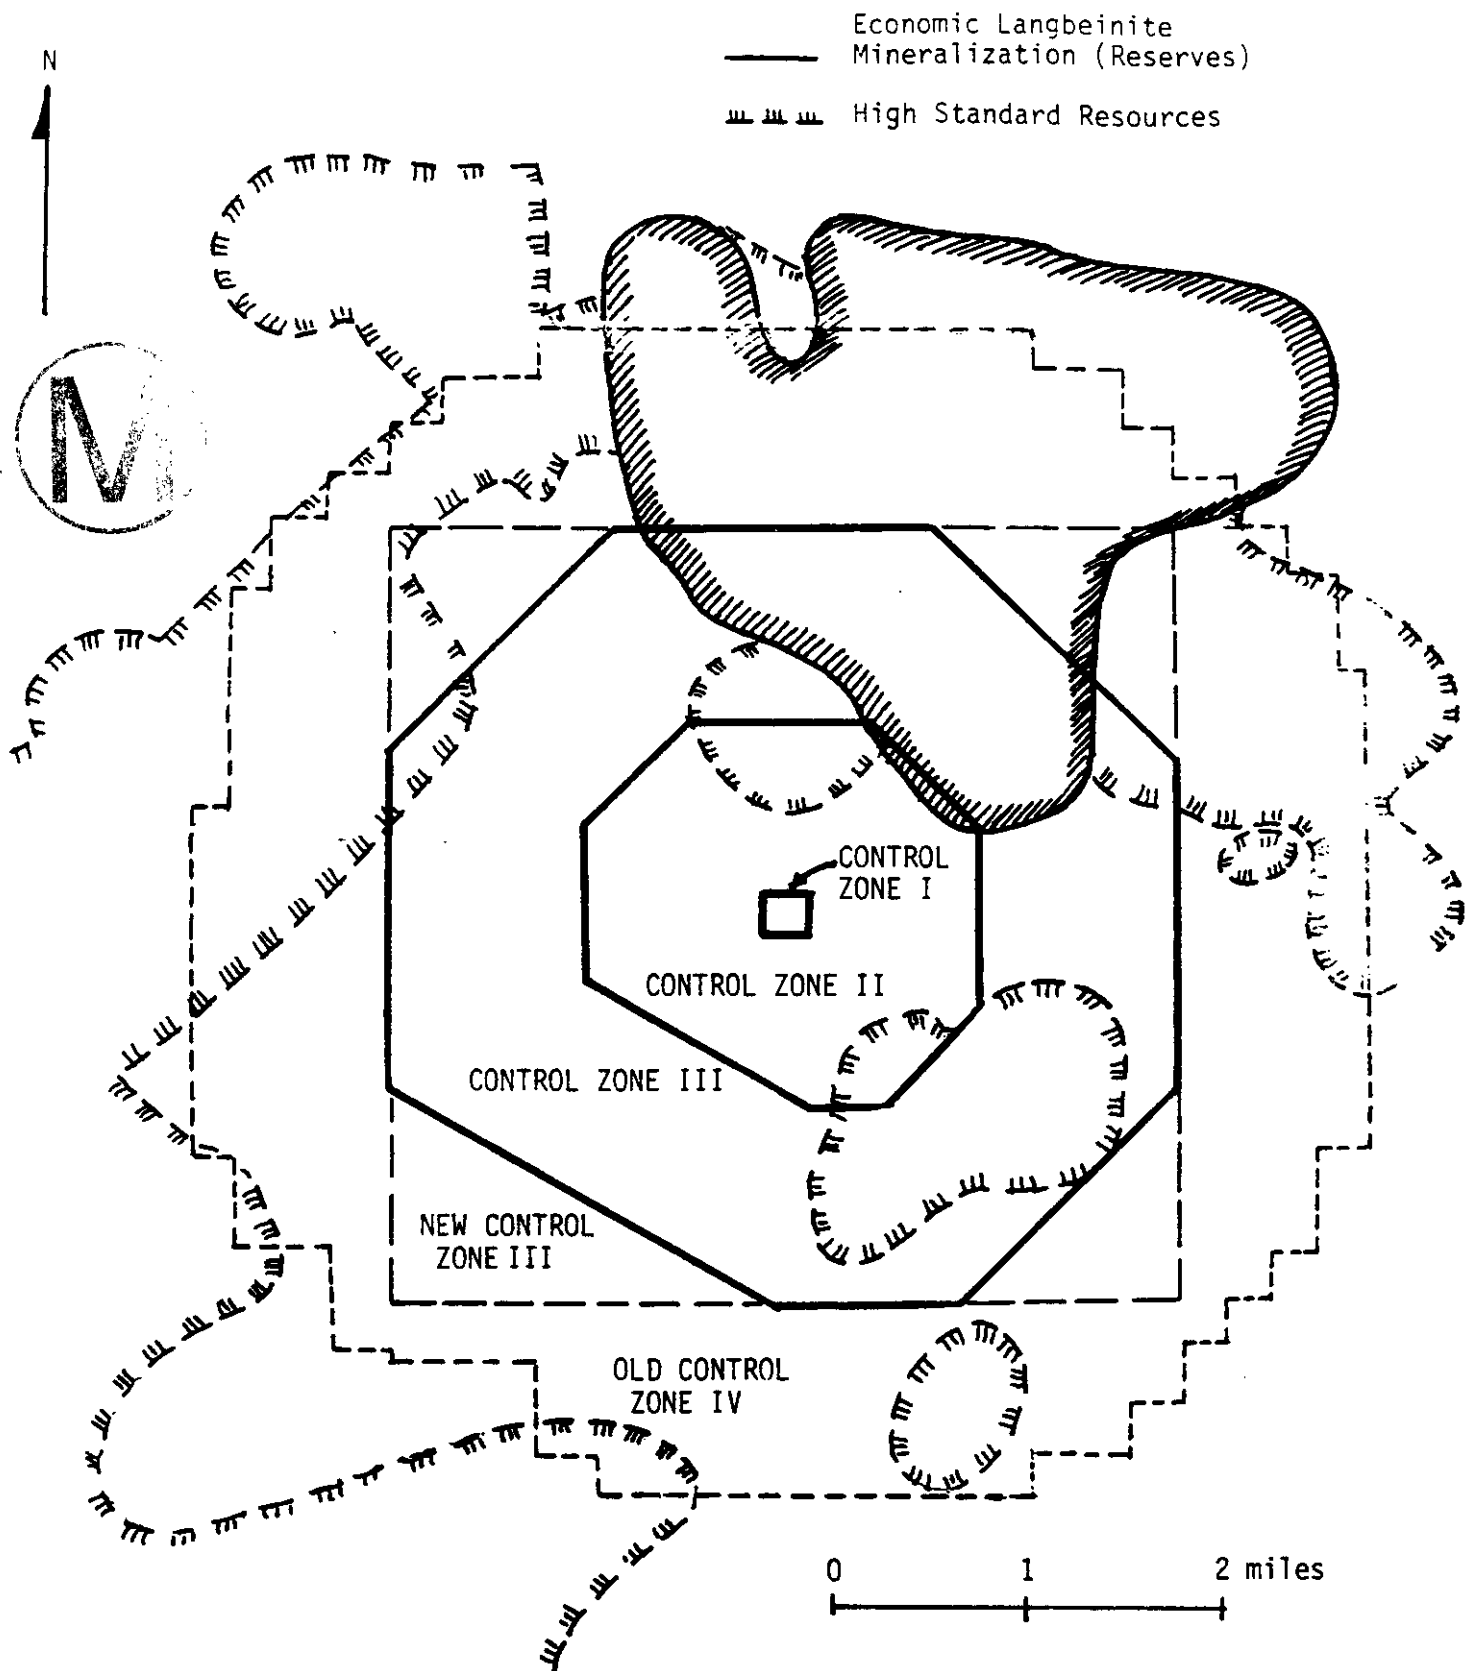 Economic Langbeinite
Mineralization (Reserves)
High Standard Resources
N
M
CONTROL
ZONE I
CONTROL ZONE II
CONTROL ZONE III
NEW CONTROL
ZONE III
OLD CONTROL
ZONE IV
0 1 2 miles